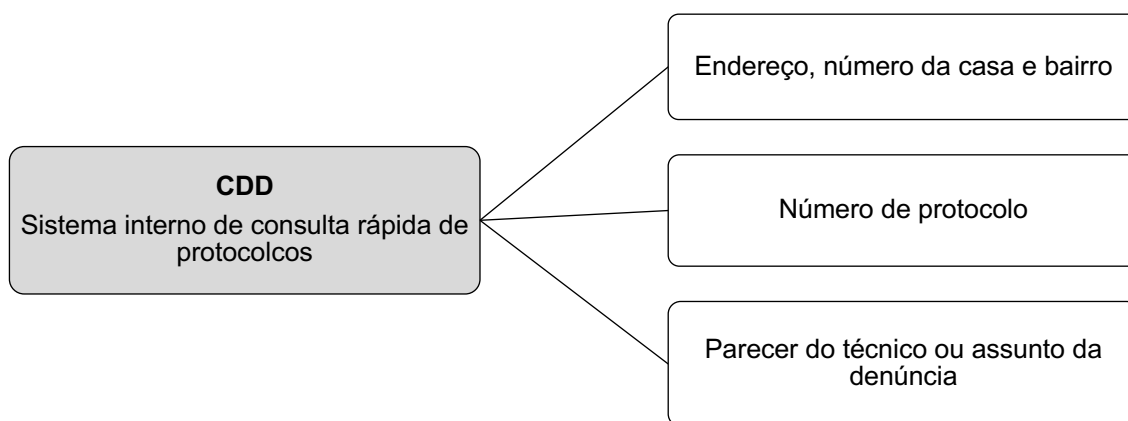 CDD
Sistema interno de consulta rápida de
protocolcos
Endereço, número da casa e bairro
Número de protocolo
Parecer do técnico ou assunto da
denúncia